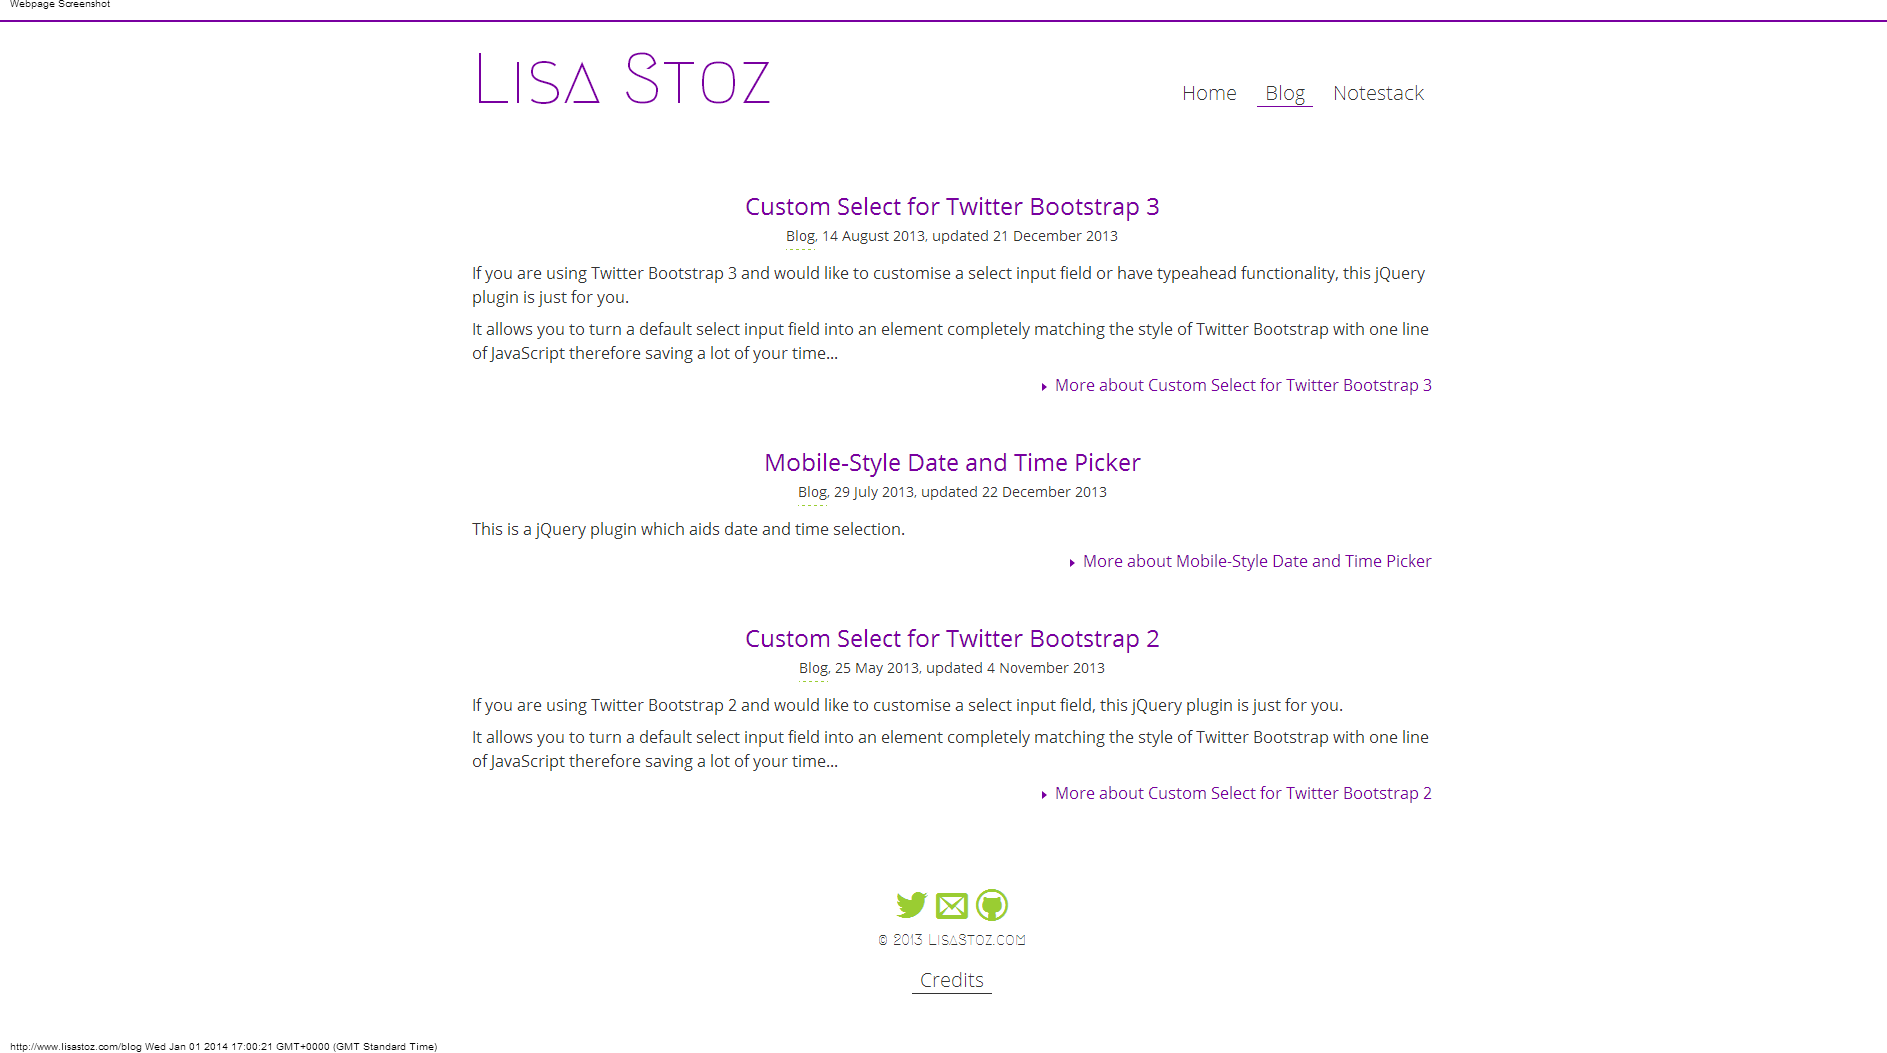 Webpage Screenshot
Lisa Stoz
Home Blog Notestack
Custom Select for Twitter Bootstrap 3
Blog, 14 August 2013, updated 21 December 2013
If you are using Twitter Bootstrap 3 and would like to customise a select input field or have typeahead functionality, this jQuery
plugin is just for you.
It allows you to turn a default select input field into an element completely matching the style of Twitter Bootstrap with one line
of JavaScript therefore saving a lot of your time...
More about Custom Select for Twitter Bootstrap 3
Mobile-Style Date and Time Picker
Blog, 29 July 2013, updated 22 December 2013
This is a jQuery plugin which aids date and time selection.
More about Mobile-Style Date and Time Picker
Custom Select for Twitter Bootstrap 2
Blog, 25 May 2013, updated 4 November 2013
If you are using Twitter Bootstrap 2 and would like to customise a select input field, this jQuery plugin is just for you.
It allows you to turn a default select input field into an element completely matching the style of Twitter Bootstrap with one line
of JavaScript therefore saving a lot of your time...
More about Custom Select for Twitter Bootstrap 2
© 2013 LisaStoz.com
Credits
http://www.lisastoz.com/blog Wed Jan 01 2014 17:00:21 GMT+0000 (GMT Standard Time)